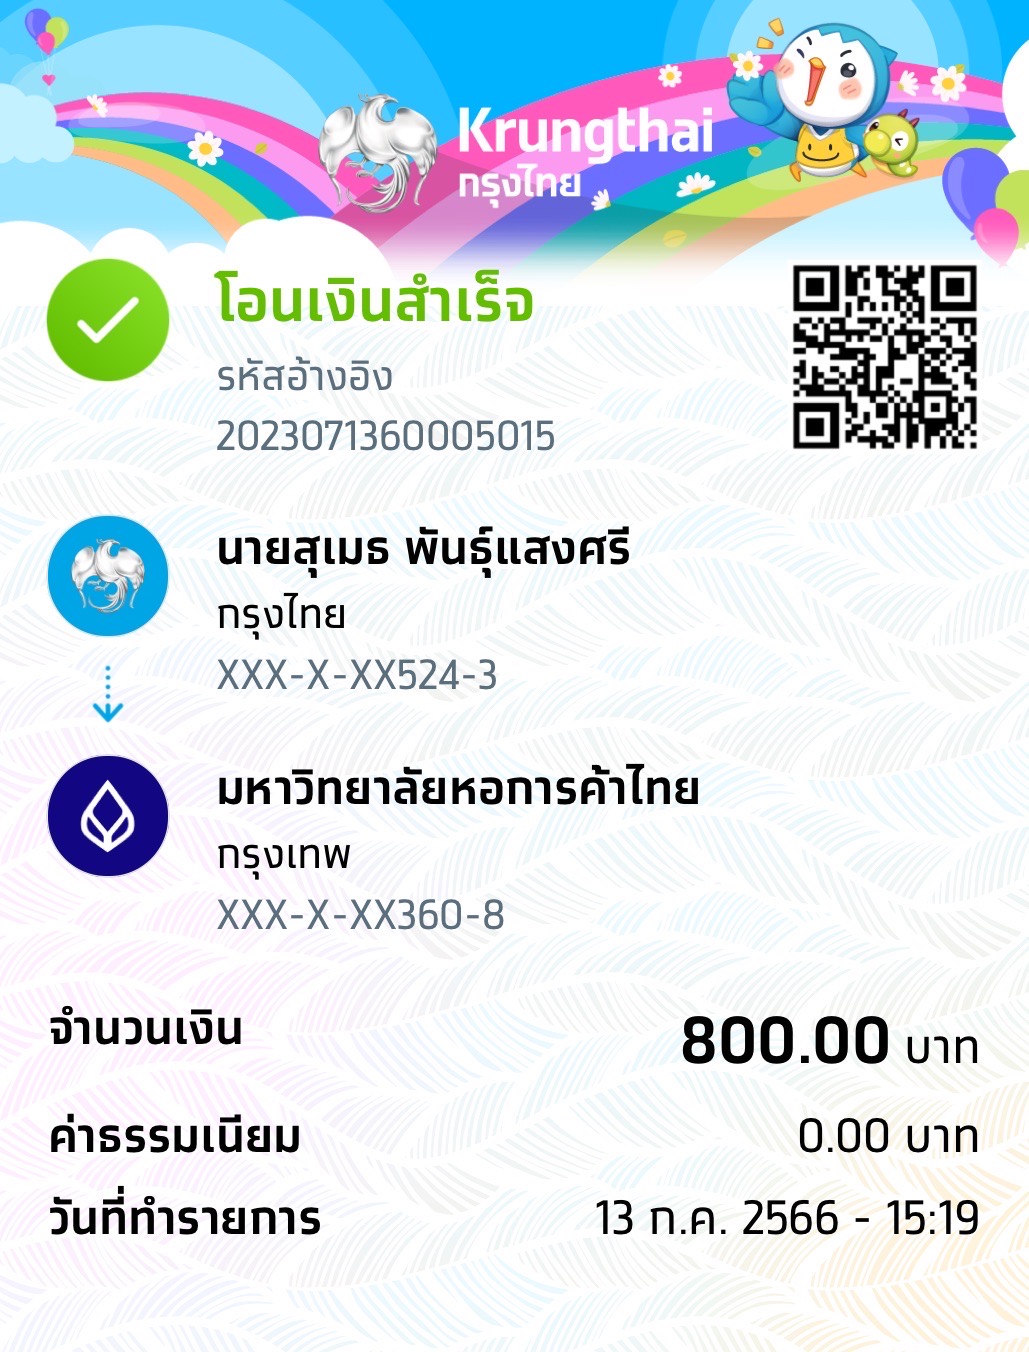 Krungthai
กรุงไทย
โอนเงินสำเร็จ
รหัสอ้างอิง
2023071360005015
นายสุเมธ พันธุ์แสงศรี
กรุงไทย
XXX-X-XX524-3
มหาวิทยาลัยหอการค้าไทย
กรุงเทพ
XXX-X-XX360-8
จำนวนเงิน 800.00 บาท
ค่าธรรมเนียม 0.00 บาท
วันที่ทำรายการ 13 ก.ค. 2566 - 15:19